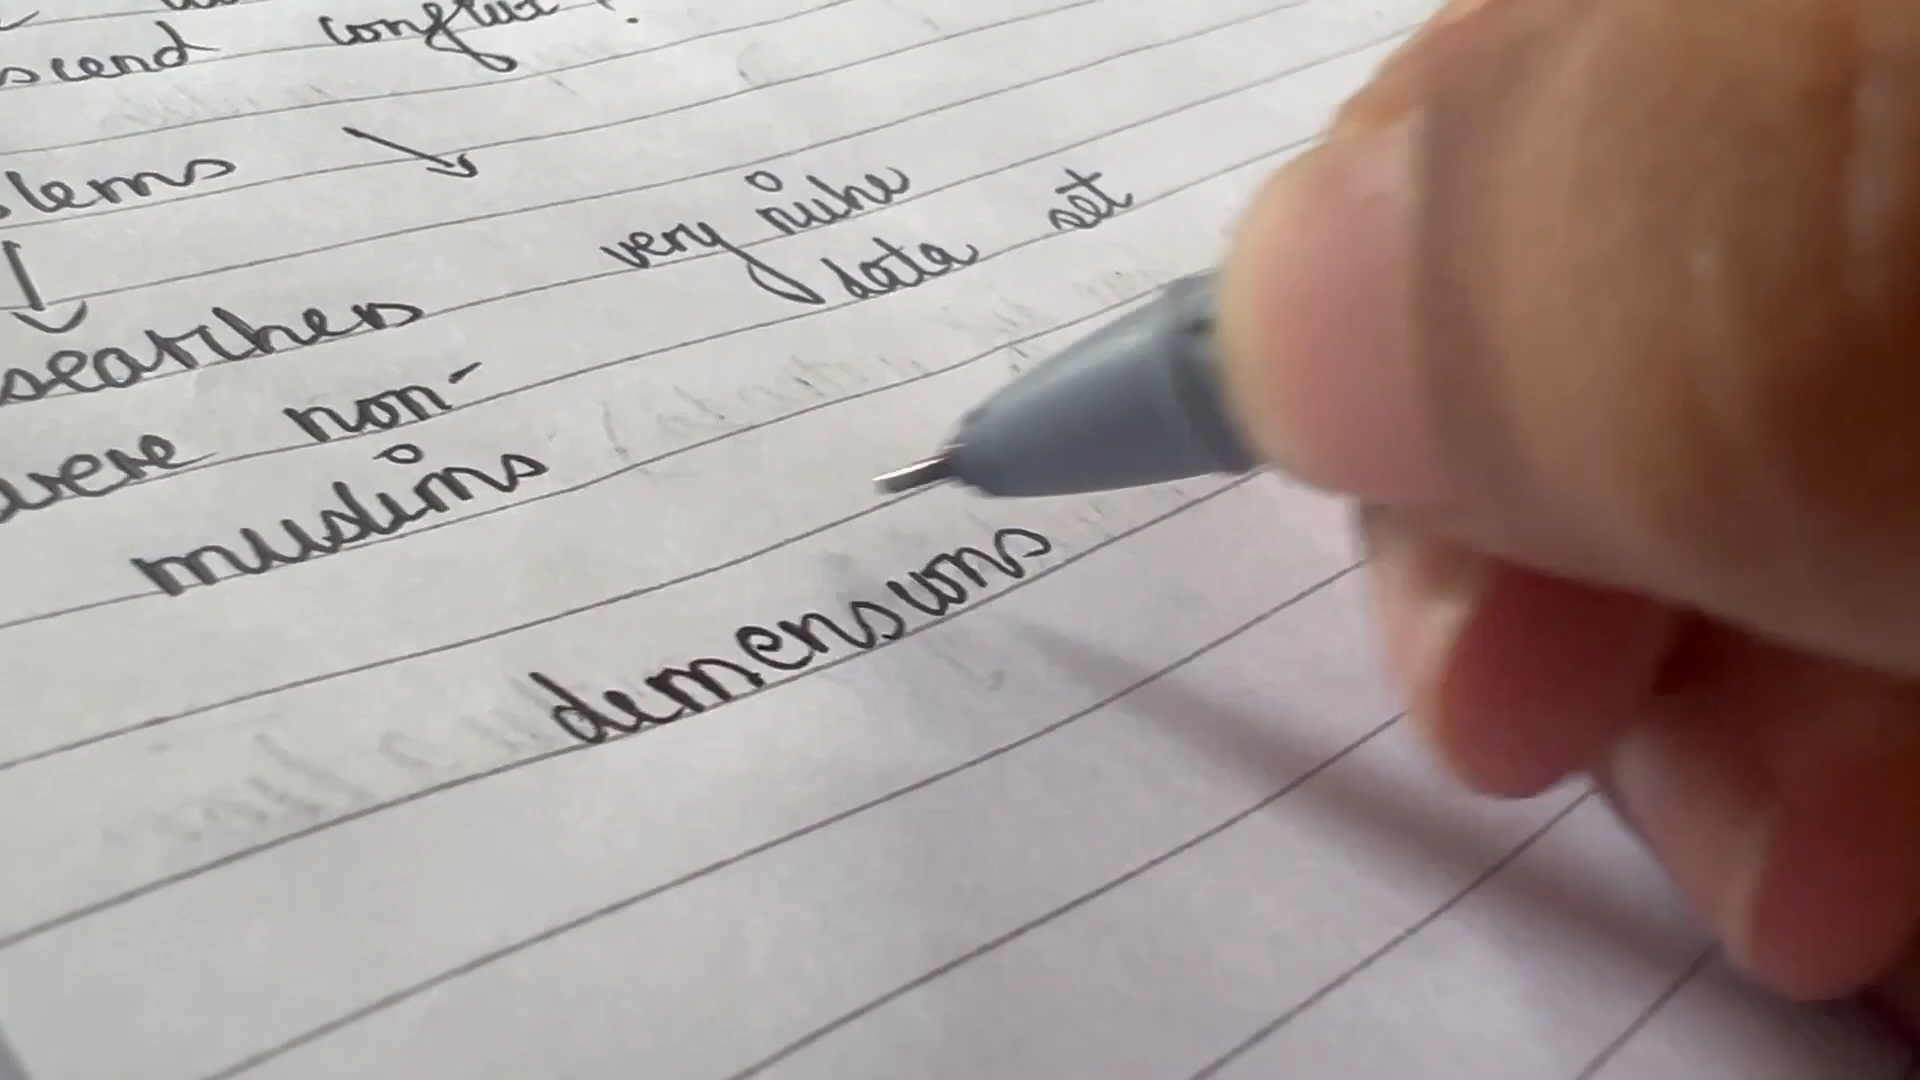 scend conflict?
lems
very niche
data set
searches
were non-
muslims
dimensions